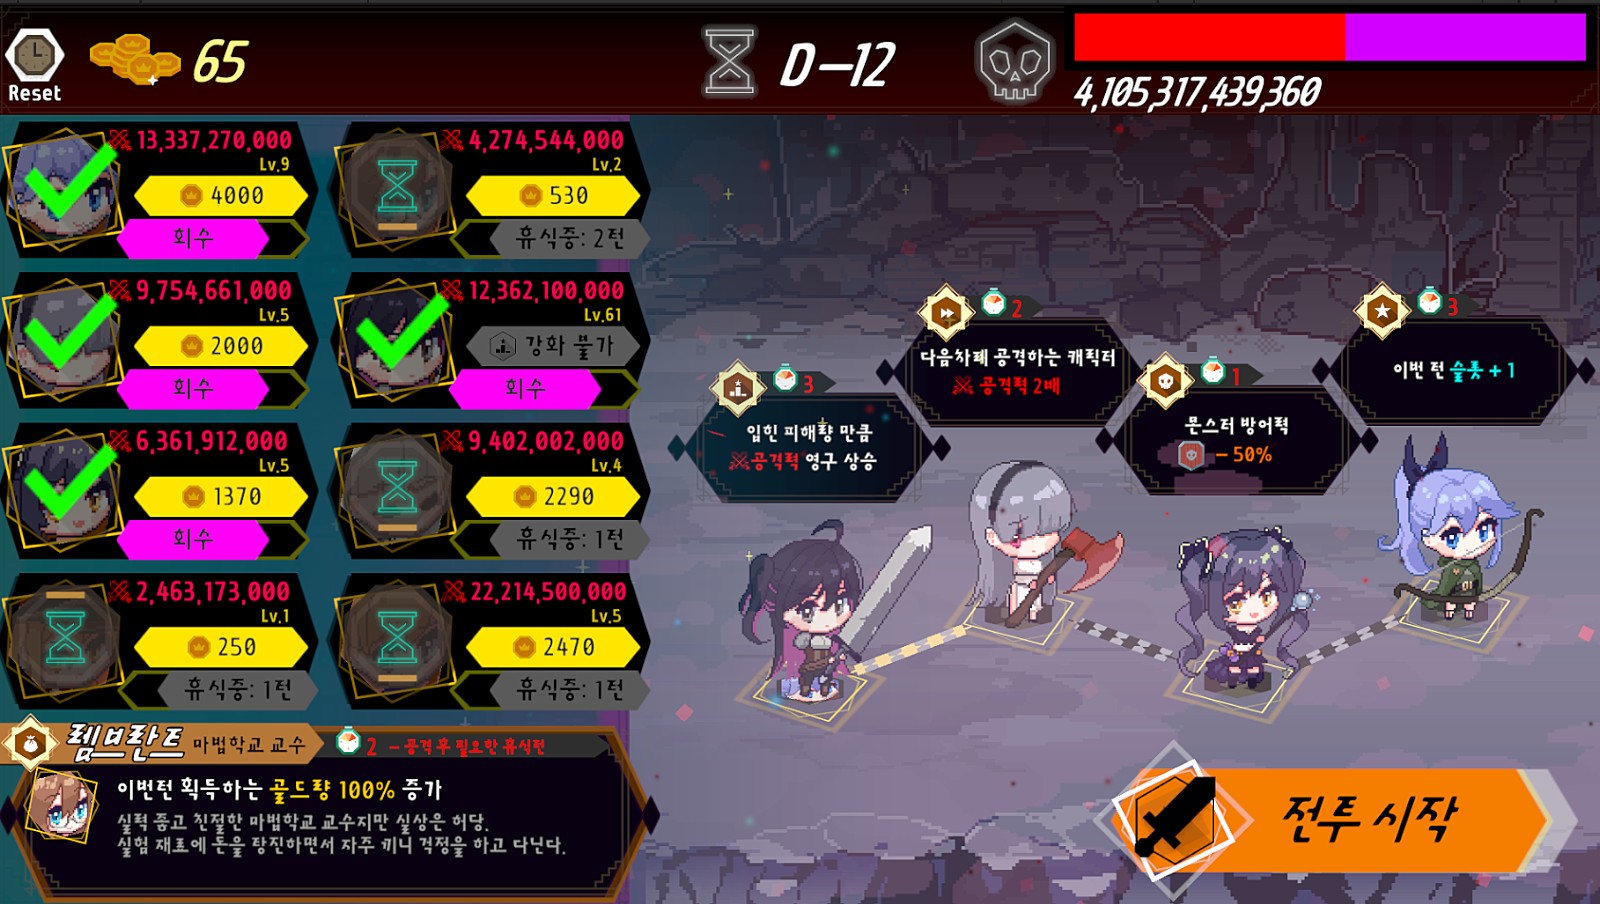 Reset
65
D-12
4,105,317,439,360
13,337,270,000
Lv.9
4000
회수
4,274,544,000
Lv.2
530
휴식중: 2턴
9,754,661,000
Lv.5
2000
회수
12,362,100,000
Lv.61
강화 불가
회수
6,361,912,000
Lv.5
1370
회수
9,402,002,000
Lv.4
2290
휴식중: 1턴
2,463,173,000
Lv.1
250
휴식중: 1턴
22,214,500,000
Lv.5
2470
휴식중: 1턴
렘브란트 마법학교 교수
2 - 공격 후 필요한 휴식턴
이번턴 획득하는 골드량 100% 증가
실력 좋고 친절한 마법학교 교수지만 실상은 허당.
실험 재료에 돈을 탕진하면서 자주 끼니 걱정을 하고 다닌다.
3
입힌 피해량 만큼
공격력 영구 상승
2
다음차례 공격하는 캐릭터
공격력 2배
1
몬스터 방어력
-50%
3
이번 턴 슬롯 +1
전투 시작